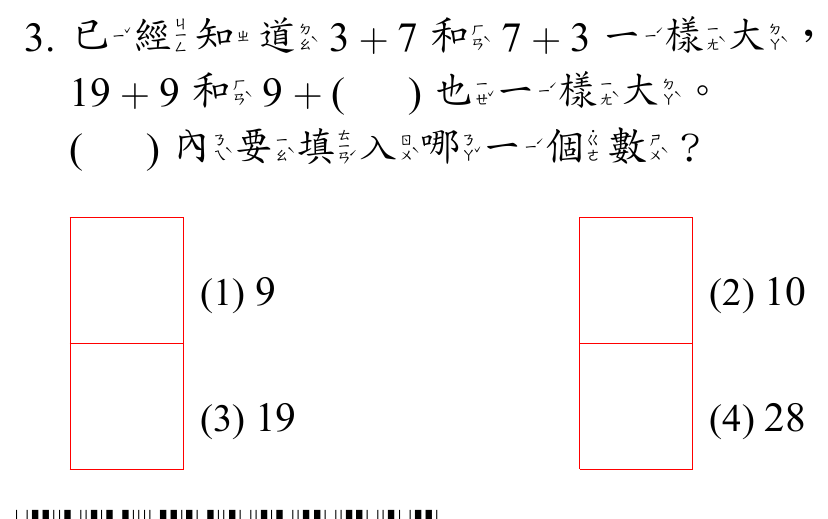 3. 已經知道 3 + 7 和 7 + 3 一樣大，
19 + 9 和 9 + (　　) 也一樣大。
(　　) 內要填入哪一個數？
(1) 9
(2) 10
(3) 19
(4) 28